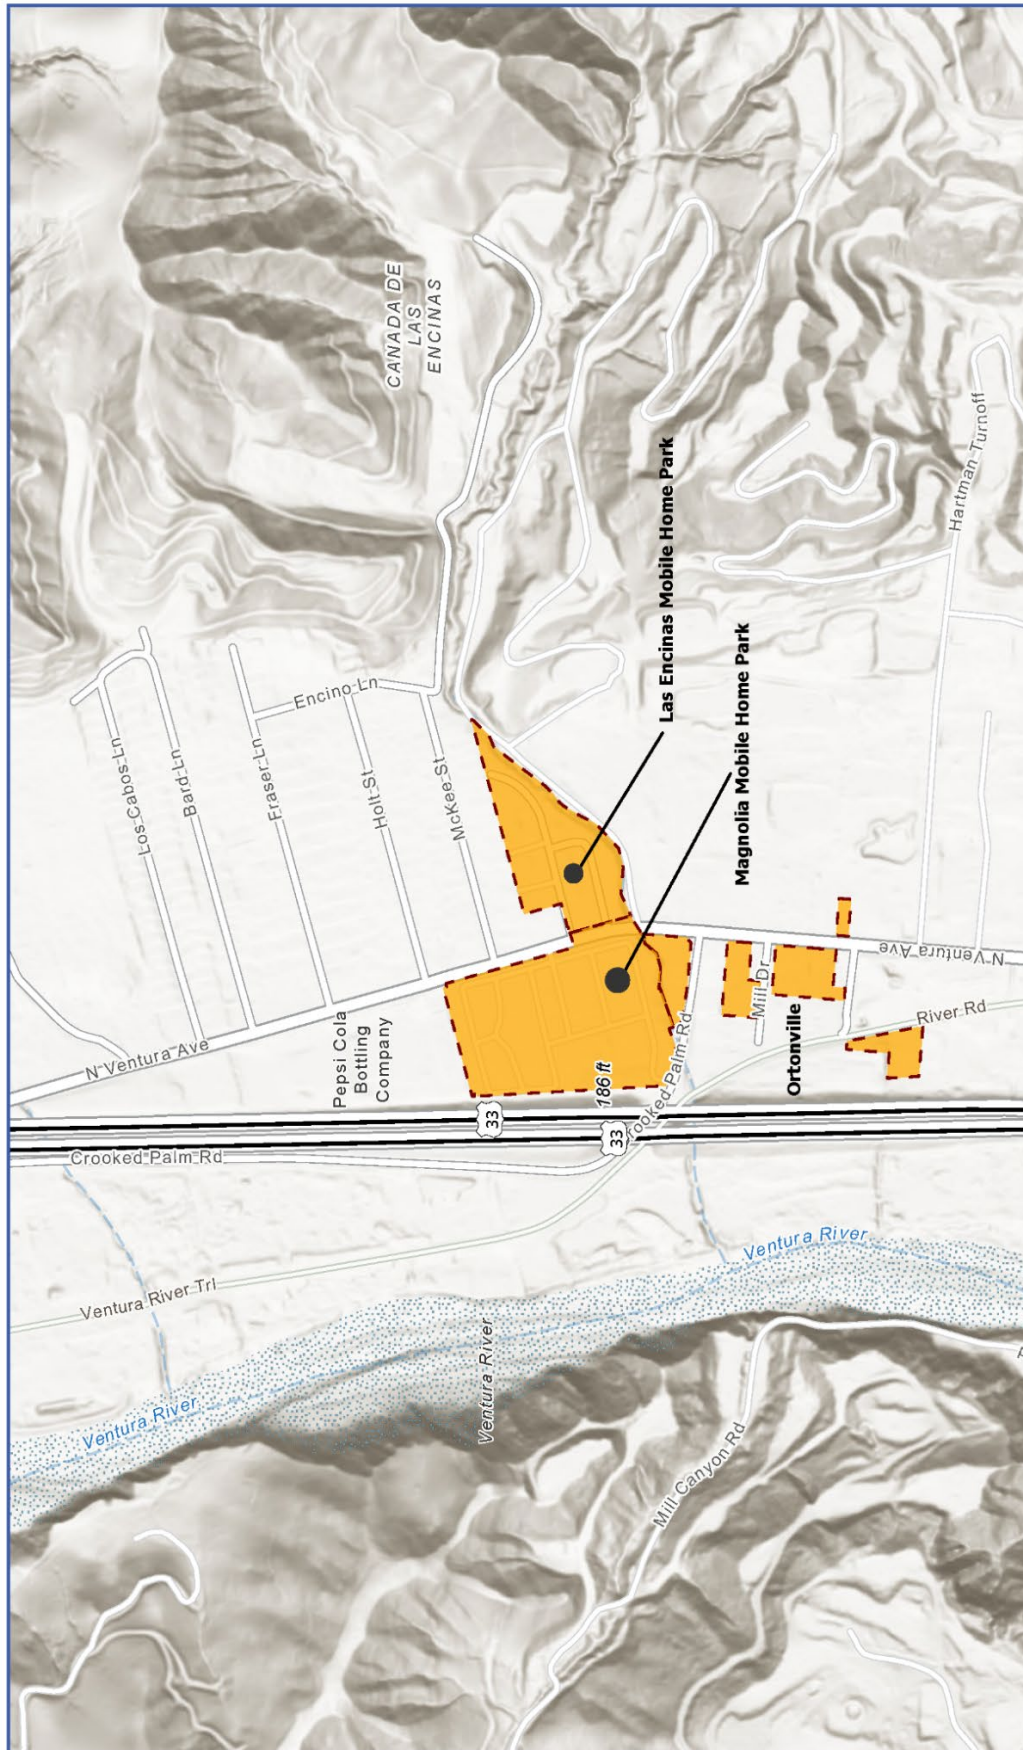 CANADA DE
LAS
ENCINAS
Los Cabos Ln
Bard Ln
Fraser Ln
Encino Ln
Holt St
McKee St
Las Encinas Mobile Home Park
Magnolia Mobile Home Park
Hartman Turnoff
N Ventura Ave
Pepsi Cola
Bottling
Company
N Ventura Ave
Mill Dr
Ortonville
River Rd
186 ft
Crooked Palm Rd
33
33
Crooked Palm Rd
Ventura River Trl
Ventura River
Ventura River
Ventura River
Mill Canyon Rd